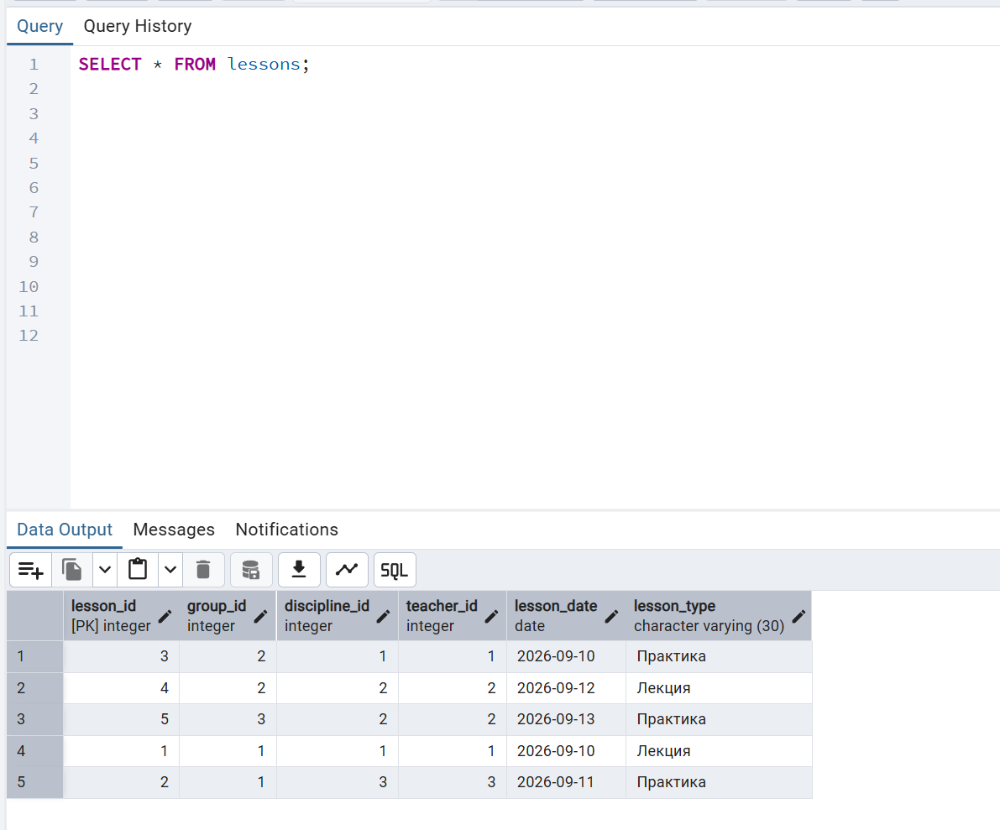 Query Query History
1 SELECT * FROM lessons;
2
3
4
5
6
7
8
9
10
11
12
Data Output Messages Notifications
SQL
lesson_id group_id discipline_id teacher_id lesson_date lesson_type
[PK] integer integer integer integer date character varying (30)
1 3 2 1 1 2026-09-10 Практика
2 4 2 2 2 2026-09-12 Лекция
3 5 3 2 2 2026-09-13 Практика
4 1 1 1 1 2026-09-10 Лекция
5 2 1 3 3 2026-09-11 Практика